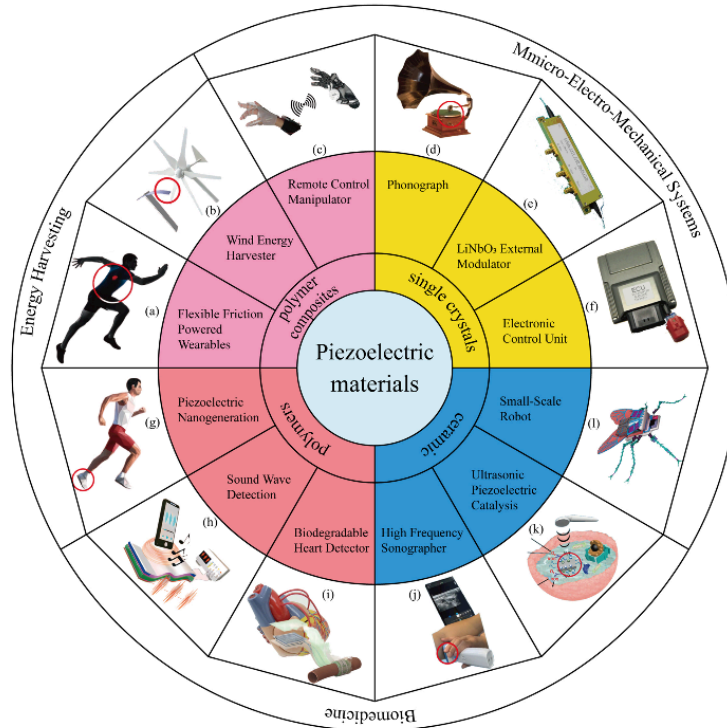 Mmicro-Electro-Mechanical Systems
Energy Harvesting
Biomedicine
Piezoelectric
materials
polymer
composites
single crystals
polymers
ceramic
(a)
Flexible Friction
Powered
Wearables
(b)
Wind Energy
Harvester
(c)
Remote Control
Manipulator
(d)
Phonograph
(e)
LiNbO₃ External
Modulator
(f)
Electronic
Control Unit
ECU
(g)
Piezoelectric
Nanogeneration
(h)
Sound Wave
Detection
(i)
Biodegradable
Heart Detector
(j)
High Frequency
Sonographer
(k)
Ultrasonic
Piezoelectric
Catalysis
(l)
Small-Scale
Robot